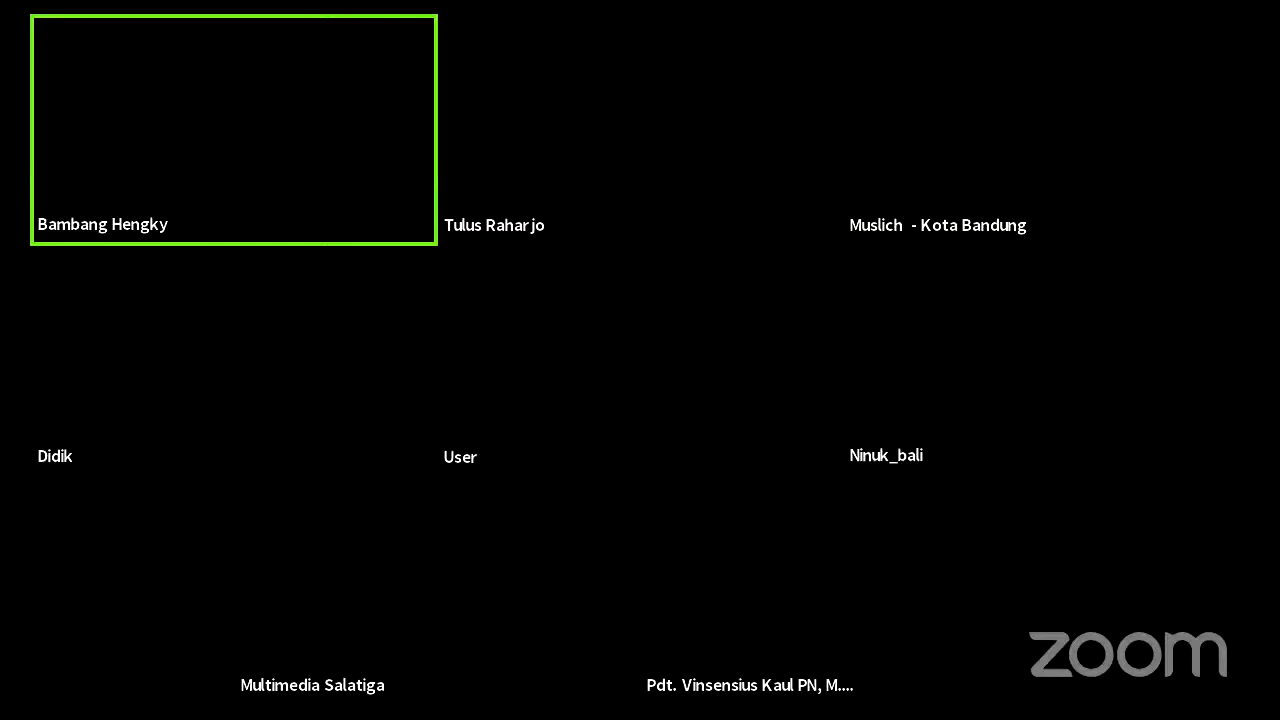 Bambang Hengky
Tulus Raharjo
Muslich - Kota Bandung
Didik
User
Ninuk_bali
Multimedia Salatiga
Pdt. Vinsensius Kaul PN, M....
zoom